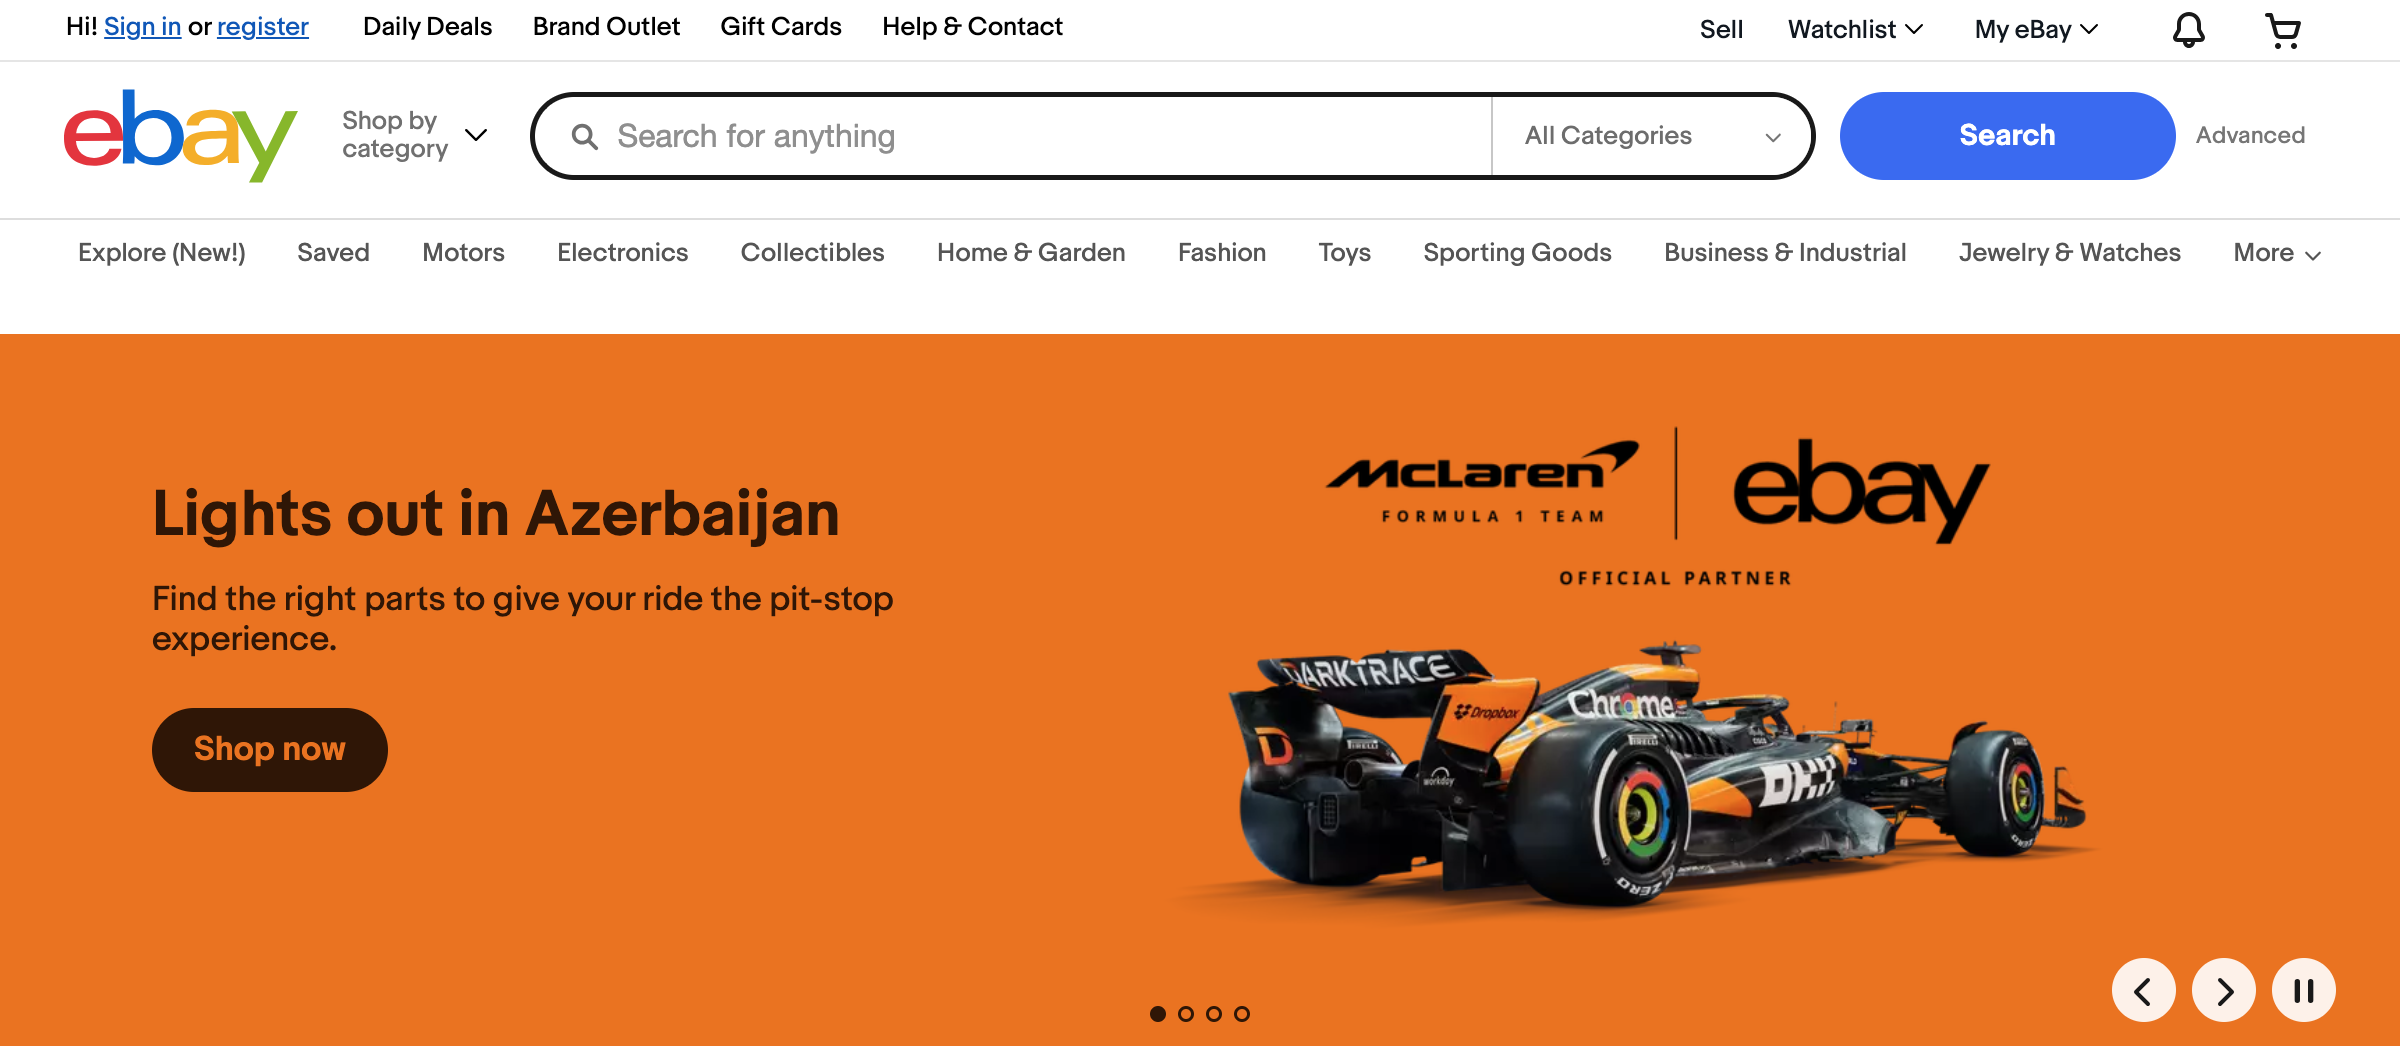 Hi! Sign in or register Daily Deals Brand Outlet Gift Cards Help & Contact Sell Watchlist My eBay
ebay
Shop by
category
Search for anything
All Categories
Search
Advanced
Explore (New!) Saved Motors Electronics Collectibles Home & Garden Fashion Toys Sporting Goods Business & Industrial Jewelry & Watches More
Lights out in Azerbaijan
Find the right parts to give your ride the pit-stop
experience.
Shop now
McLaren
FORMULA 1 TEAM
ebay
OFFICIAL PARTNER
DARKTRACE
Chrome
Dropbox
PIRELLI
PIRELLI
workday
D
ZERO
ZERO